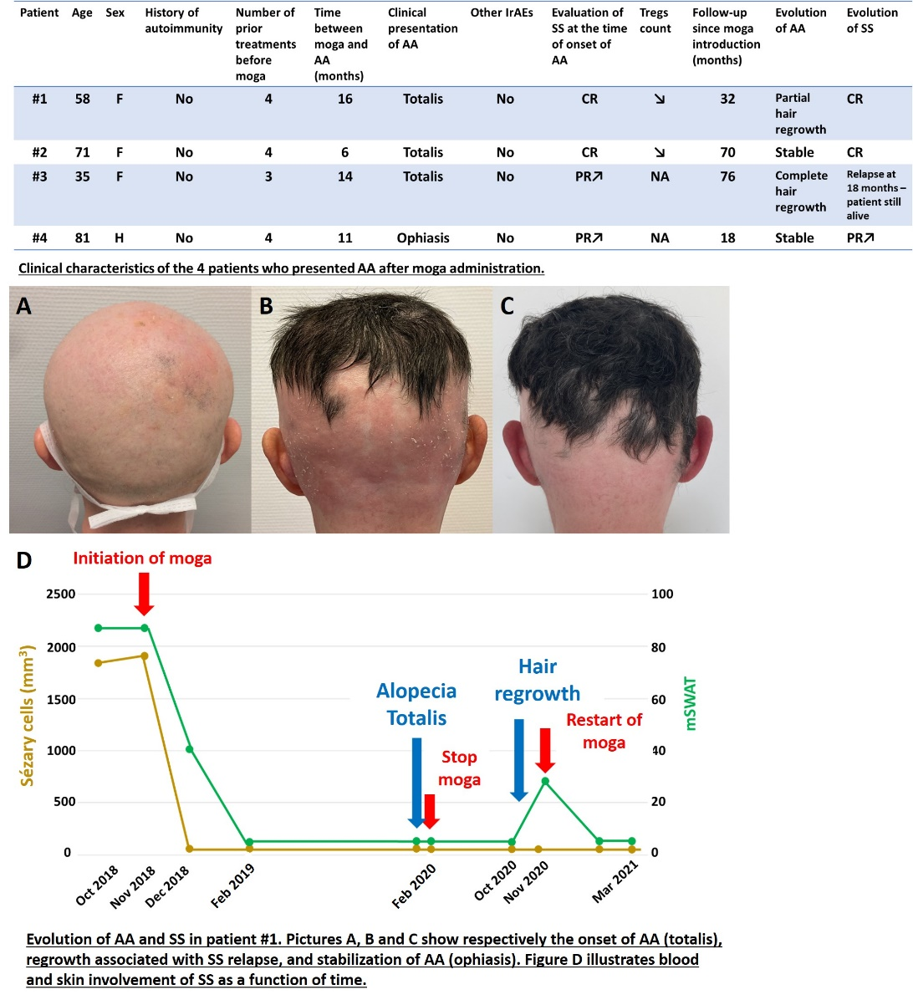 Patient Age Sex History of autoimmunity Number of prior treatments before moga Time between moga and AA (months) Clinical presentation of AA Other IrAEs Evaluation of SS at the time of onset of AA Tregs count Follow-up since moga introduction (months) Evolution of AA Evolution of SS
#1 58 F No 4 16 Totalis No CR ↘ 32 Partial hair regrowth CR
#2 71 F No 4 6 Totalis No CR ↘ 70 Stable CR
#3 35 F No 3 14 Totalis No PR↗ NA 76 Complete hair regrowth Relapse at 18 months – patient still alive
#4 81 H No 4 11 Ophiasis No PR↗ NA 18 Stable PR↗
Clinical characteristics of the 4 patients who presented AA after moga administration.
A B C
D
Initiation of moga
2500 100
2000 80
1500 60
1000 40
500 20
0 0
Sézary cells (mm³)
mSWAT
Alopecia
Totalis
Stop
moga
Hair
regrowth
Restart of
moga
Oct 2018 Nov 2018 Dec 2018 Feb 2019 Feb 2020 Oct 2020 Nov 2020 Mar 2021
Evolution of AA and SS in patient #1. Pictures A, B and C show respectively the onset of AA (totalis),
regrowth associated with SS relapse, and stabilization of AA (ophiasis). Figure D illustrates blood
and skin involvement of SS as a function of time.